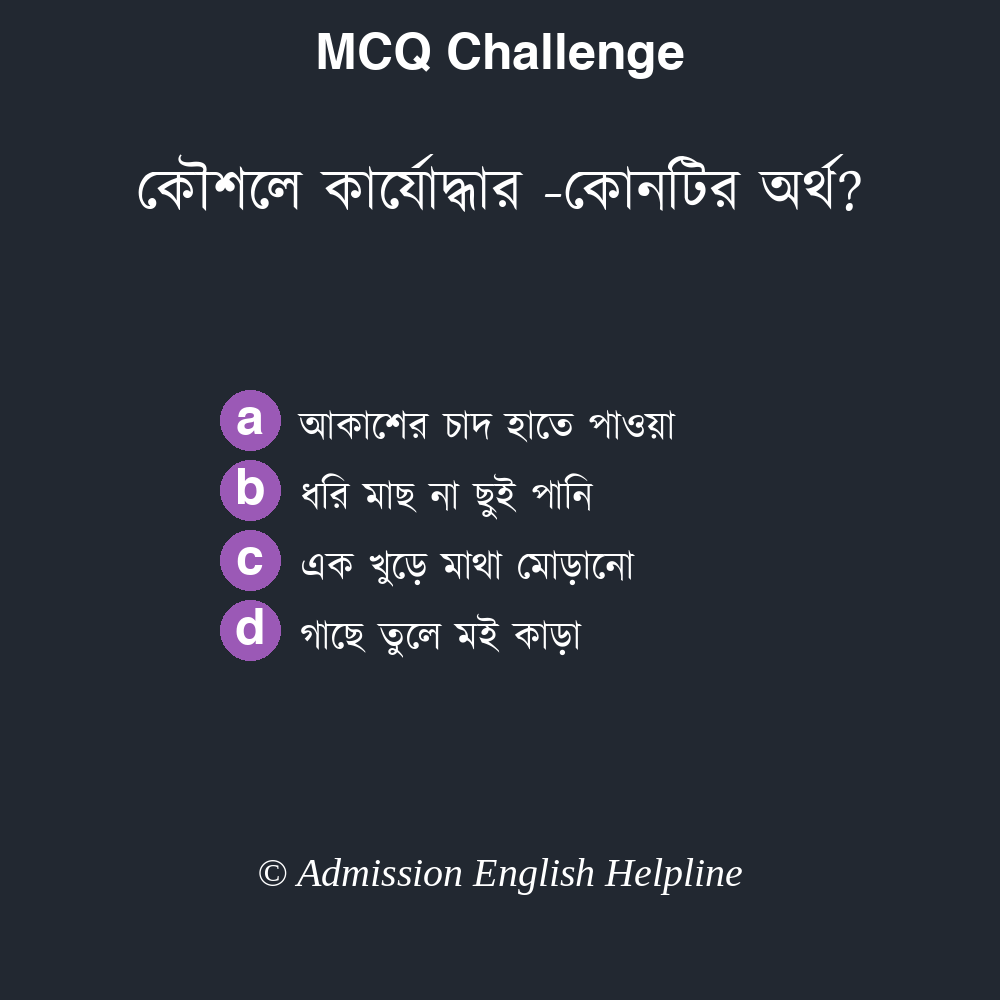 MCQ Challenge
কৌশলে কার্যোদ্ধার -কোনটির অর্থ?
a আকাশের চাদ হাতে পাওয়া
b ধরি মাছ না ছুই পানি
c এক খুড়ে মাথা মোড়ানো
d গাছে তুলে মই কাড়া
© Admission English Helpline